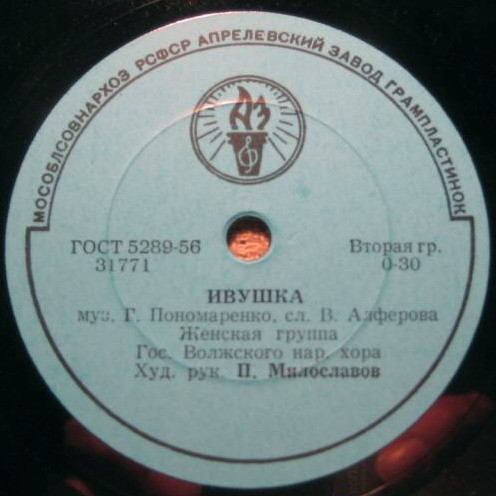 МОСОБЛСОВНАРХОЗ РСФСР АПРЕЛЕВСКИЙ ЗАВОД ГРАМПЛАСТИНОК
АЗ
ГОСТ 5289-56
31771
Вторая гр.
0-30
ИВУШКА
муз. Г. Пономаренко, сл. В. Алферова
Женская группа
Гос. Волжского нар. хора
Худ. рук. П. Милославов